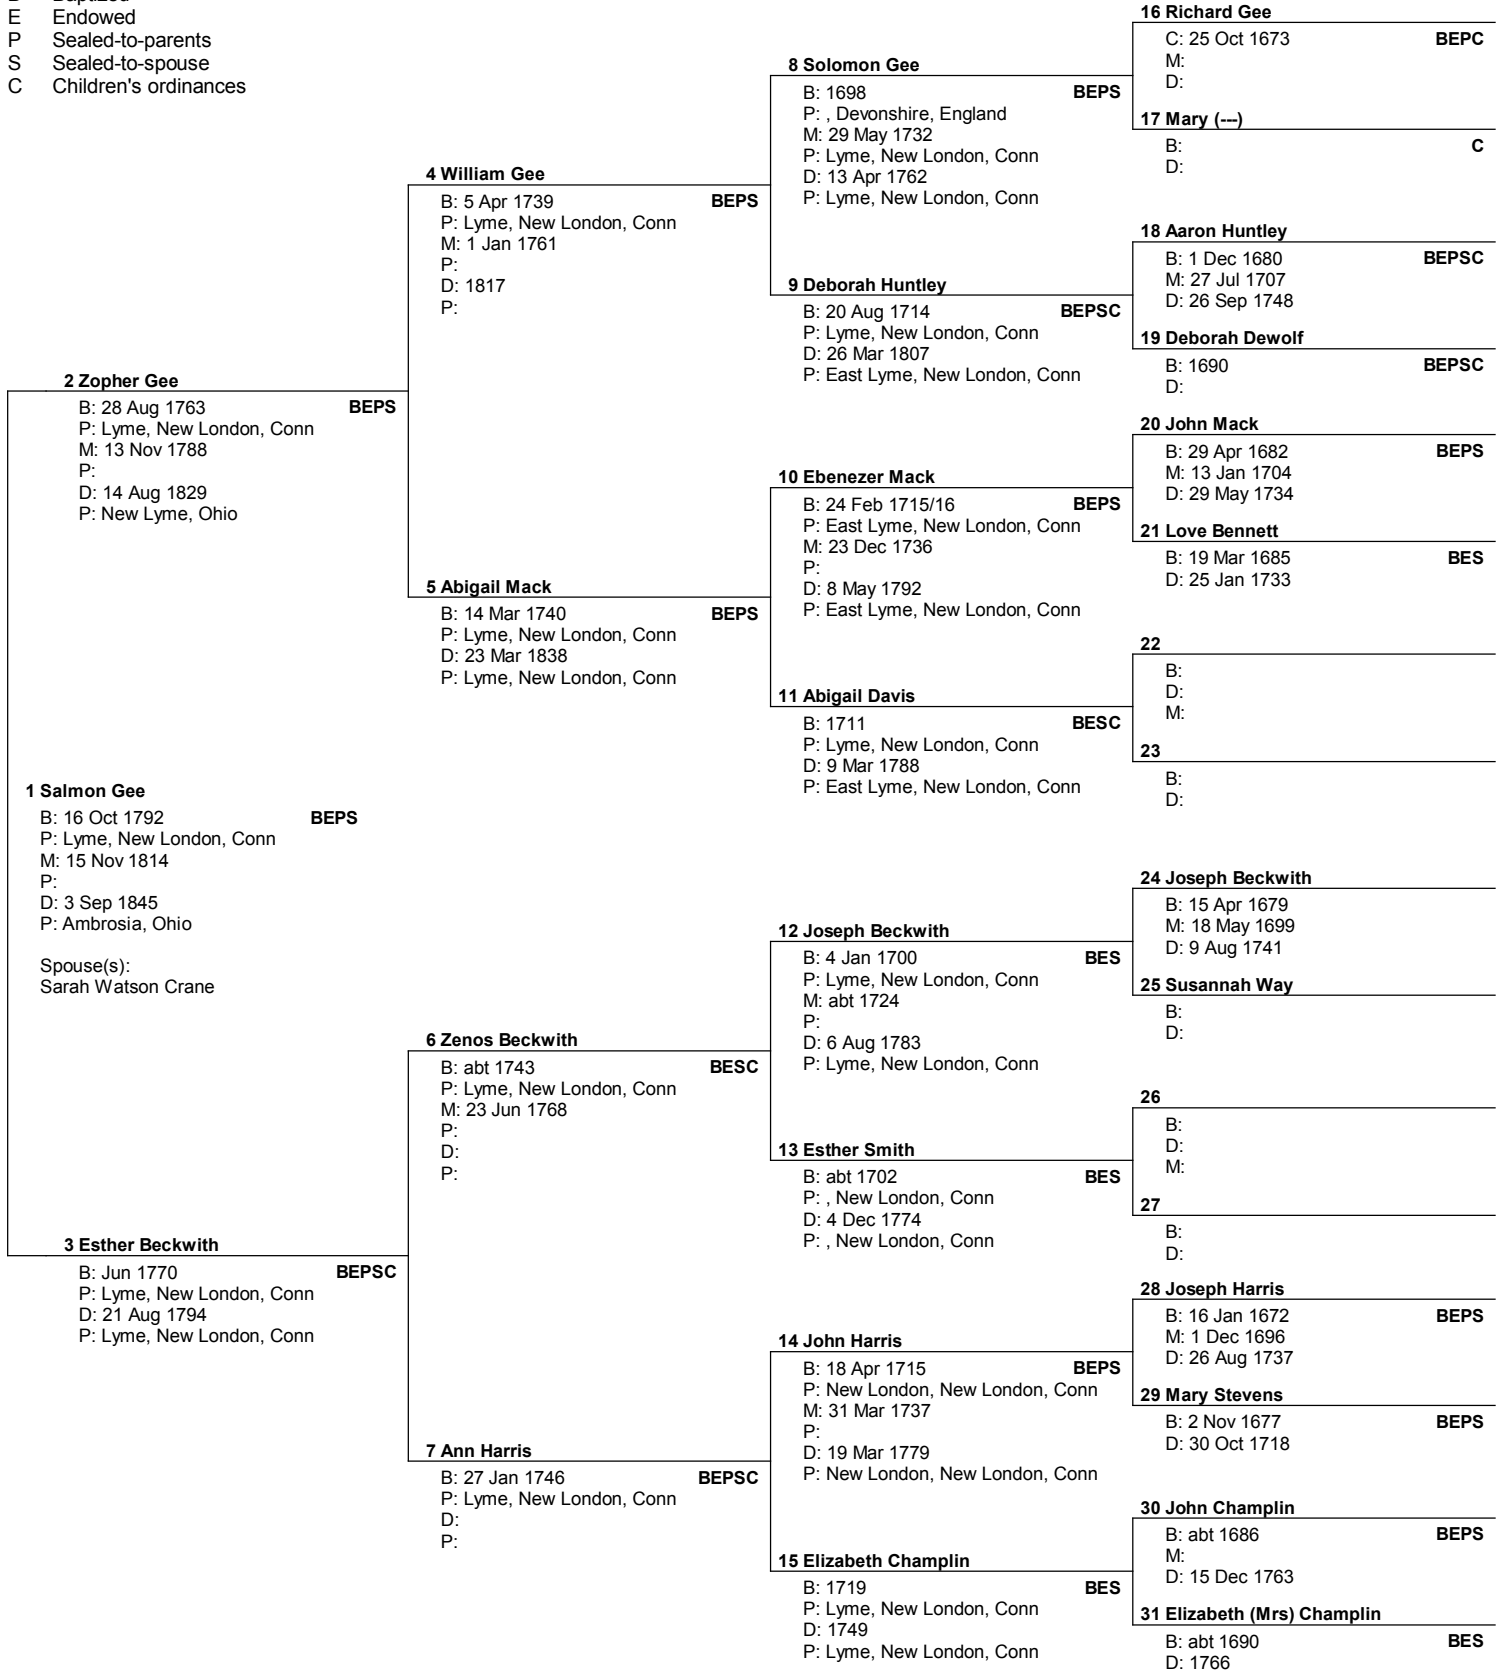 E Endowed
P Sealed-to-parents
S Sealed-to-spouse
C Children's ordinances
1 Salmon Gee
B: 16 Oct 1792 BEPS
P: Lyme, New London, Conn
M: 15 Nov 1814
P:
D: 3 Sep 1845
P: Ambrosia, Ohio
Spouse(s):
Sarah Watson Crane
2 Zopher Gee
B: 28 Aug 1763 BEPS
P: Lyme, New London, Conn
M: 13 Nov 1788
P:
D: 14 Aug 1829
P: New Lyme, Ohio
3 Esther Beckwith
B: Jun 1770 BEPSC
P: Lyme, New London, Conn
D: 21 Aug 1794
P: Lyme, New London, Conn
4 William Gee
B: 5 Apr 1739 BEPS
P: Lyme, New London, Conn
M: 1 Jan 1761
P:
D: 1817
P:
5 Abigail Mack
B: 14 Mar 1740 BEPS
P: Lyme, New London, Conn
D: 23 Mar 1838
P: Lyme, New London, Conn
6 Zenos Beckwith
B: abt 1743 BESC
P: Lyme, New London, Conn
M: 23 Jun 1768
P:
D:
P:
7 Ann Harris
B: 27 Jan 1746 BEPSC
P: Lyme, New London, Conn
D:
P:
8 Solomon Gee
B: 1698 BEPS
P: , Devonshire, England
M: 29 May 1732
P: Lyme, New London, Conn
D: 13 Apr 1762
P: Lyme, New London, Conn
9 Deborah Huntley
B: 20 Aug 1714 BEPSC
P: Lyme, New London, Conn
D: 26 Mar 1807
P: East Lyme, New London, Conn
10 Ebenezer Mack
B: 24 Feb 1715/16 BEPS
P: East Lyme, New London, Conn
M: 23 Dec 1736
P:
D: 8 May 1792
P: East Lyme, New London, Conn
11 Abigail Davis
B: 1711 BESC
P: Lyme, New London, Conn
D: 9 Mar 1788
P: East Lyme, New London, Conn
12 Joseph Beckwith
B: 4 Jan 1700 BES
P: Lyme, New London, Conn
M: abt 1724
P:
D: 6 Aug 1783
P: Lyme, New London, Conn
13 Esther Smith
B: abt 1702 BES
P: , New London, Conn
D: 4 Dec 1774
P: , New London, Conn
14 John Harris
B: 18 Apr 1715 BEPS
P: New London, New London, Conn
M: 31 Mar 1737
P:
D: 19 Mar 1779
P: New London, New London, Conn
15 Elizabeth Champlin
B: 1719 BES
P: Lyme, New London, Conn
D: 1749
P: Lyme, New London, Conn
16 Richard Gee
C: 25 Oct 1673 BEPC
M:
D:
17 Mary (---)
B: C
D:
18 Aaron Huntley
B: 1 Dec 1680 BEPSC
M: 27 Jul 1707
D: 26 Sep 1748
19 Deborah Dewolf
B: 1690 BEPSC
D:
20 John Mack
B: 29 Apr 1682 BEPS
M: 13 Jan 1704
D: 29 May 1734
21 Love Bennett
B: 19 Mar 1685 BES
D: 25 Jan 1733
22
B:
D:
M:
23
B:
D:
24 Joseph Beckwith
B: 15 Apr 1679
M: 18 May 1699
D: 9 Aug 1741
25 Susannah Way
B:
D:
26
B:
D:
M:
27
B:
D:
28 Joseph Harris
B: 16 Jan 1672 BEPS
M: 1 Dec 1696
D: 26 Aug 1737
29 Mary Stevens
B: 2 Nov 1677 BEPS
D: 30 Oct 1718
30 John Champlin
B: abt 1686 BEPS
M:
D: 15 Dec 1763
31 Elizabeth (Mrs) Champlin
B: abt 1690 BES
D: 1766